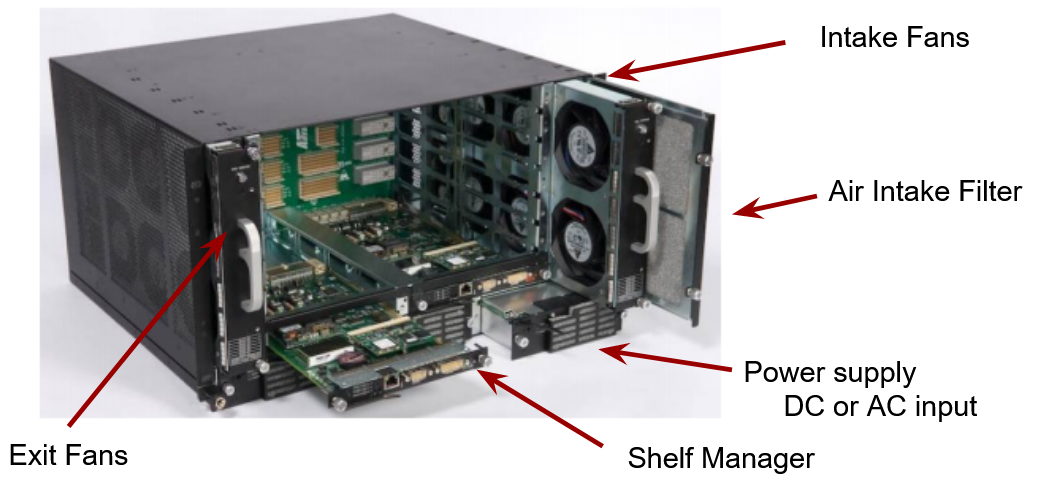 Intake Fans
Air Intake Filter
Power supply
DC or AC input
Exit Fans
Shelf Manager